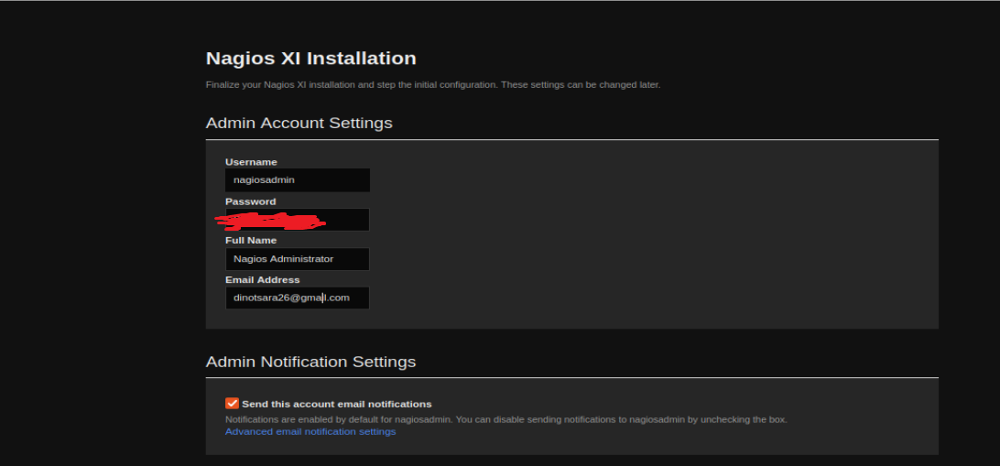 Nagios XI Installation
Finalize your Nagios XI installation and step the initial configuration. These settings can be changed later.
Admin Account Settings
Username
nagiosadmin
Password
Full Name
Nagios Administrator
Email Address
dinotsara26@gmail.com
Admin Notification Settings
Send this account email notifications
Notifications are enabled by default for nagiosadmin. You can disable sending notifications to nagiosadmin by unchecking the box.
Advanced email notification settings